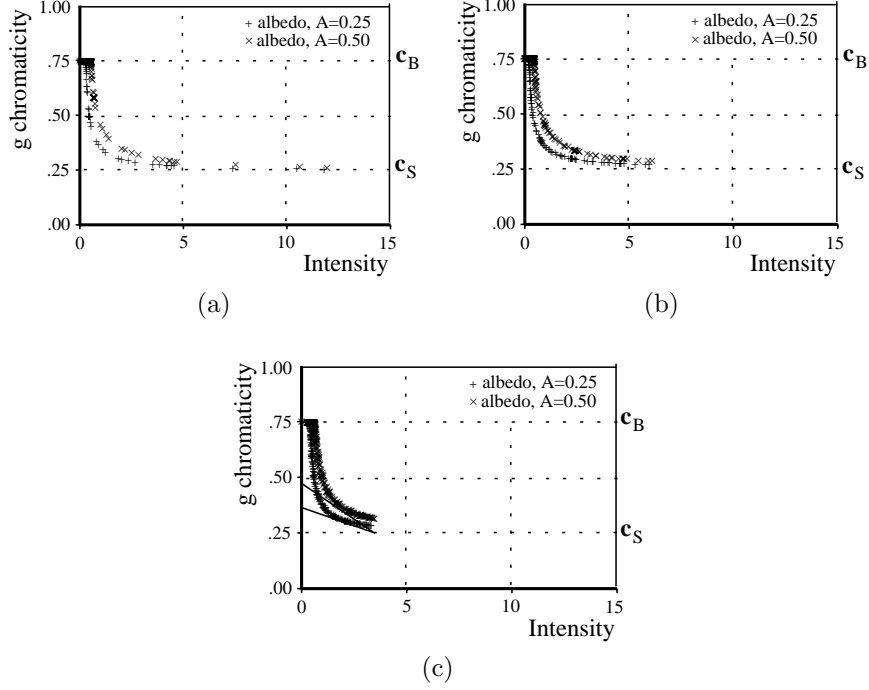 1.00
.75
.50
.25
.00
g chromaticity
+ albedo, A=0.25
× albedo, A=0.50
c_B
c_S
0 5 10 15
Intensity
(a)
1.00
.75
.50
.25
.00
g chromaticity
+ albedo, A=0.25
× albedo, A=0.50
c_B
c_S
0 5 10 15
Intensity
(b)
1.00
.75
.50
.25
.00
g chromaticity
+ albedo, A=0.25
× albedo, A=0.50
c_B
c_S
0 5 10 15
Intensity
(c)